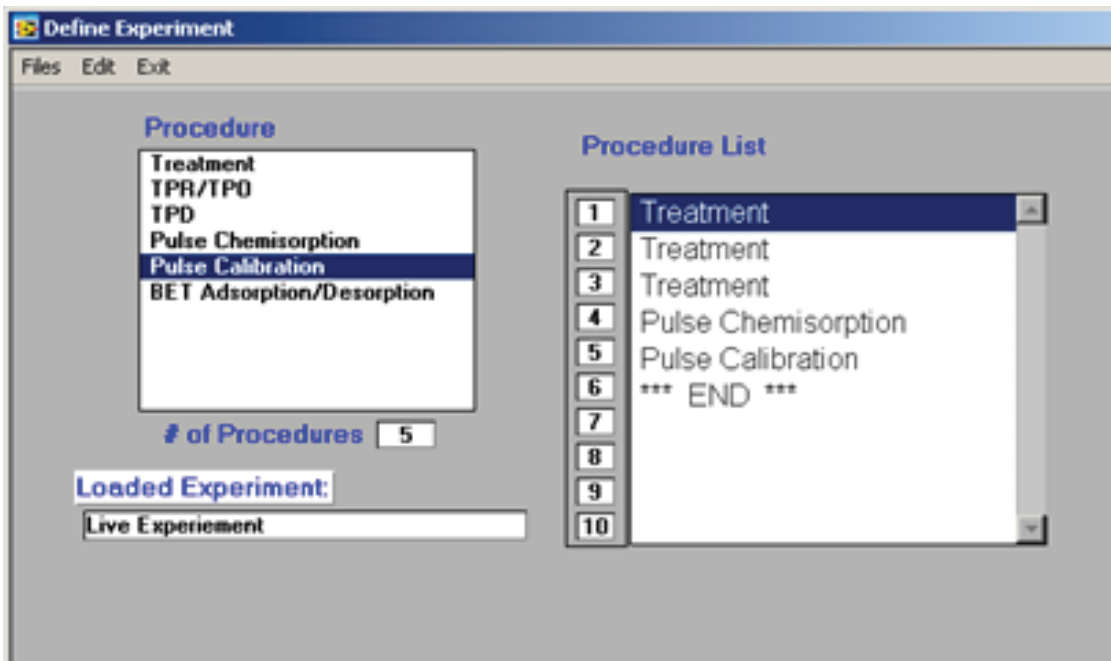 Define Experiment
Files Edit Exit
Procedure
Treatment
TPR/TPO
TPD
Pulse Chemisorption
Pulse Calibration
BET Adsorption/Desorption
# of Procedures 5
Loaded Experiment:
Live Experiement
Procedure List
1 Treatment
2 Treatment
3 Treatment
4 Pulse Chemisorption
5 Pulse Calibration
6 *** END ***
7
8
9
10